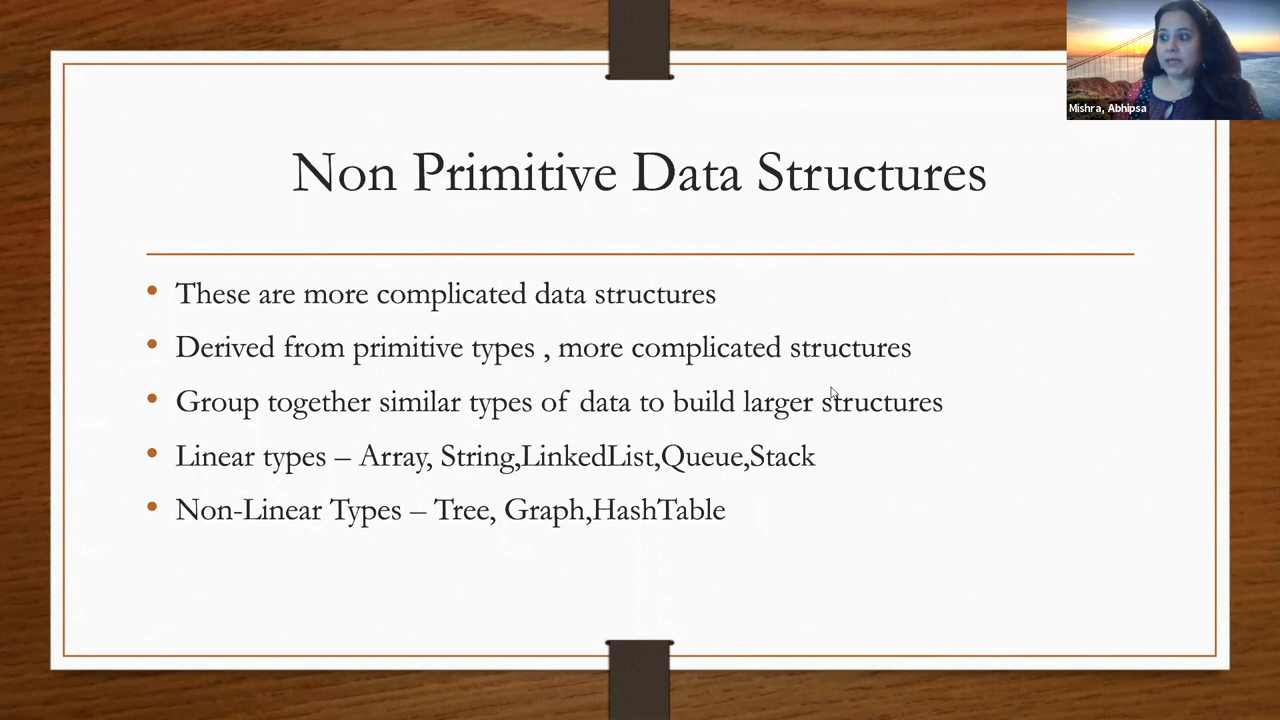 Mishra, Abhipsa
Non Primitive Data Structures
• These are more complicated data structures
• Derived from primitive types , more complicated structures
• Group together similar types of data to build larger structures
• Linear types – Array, String,LinkedList,Queue,Stack
• Non-Linear Types – Tree, Graph,HashTable